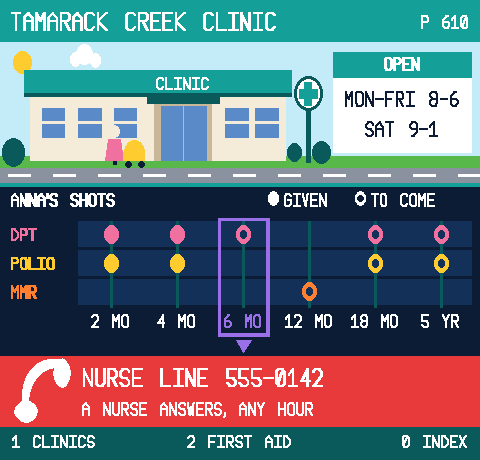 TAMARACK CREEK CLINIC P 610
CLINIC
OPEN
MON-FRI 8-6
SAT 9-1
ANNA'S SHOTS GIVEN TO COME
DPT
POLIO
MMR
2 MO 4 MO 6 MO 12 MO 18 MO 5 YR
NURSE LINE 555-0142
A NURSE ANSWERS, ANY HOUR
1 CLINICS 2 FIRST AID 0 INDEX